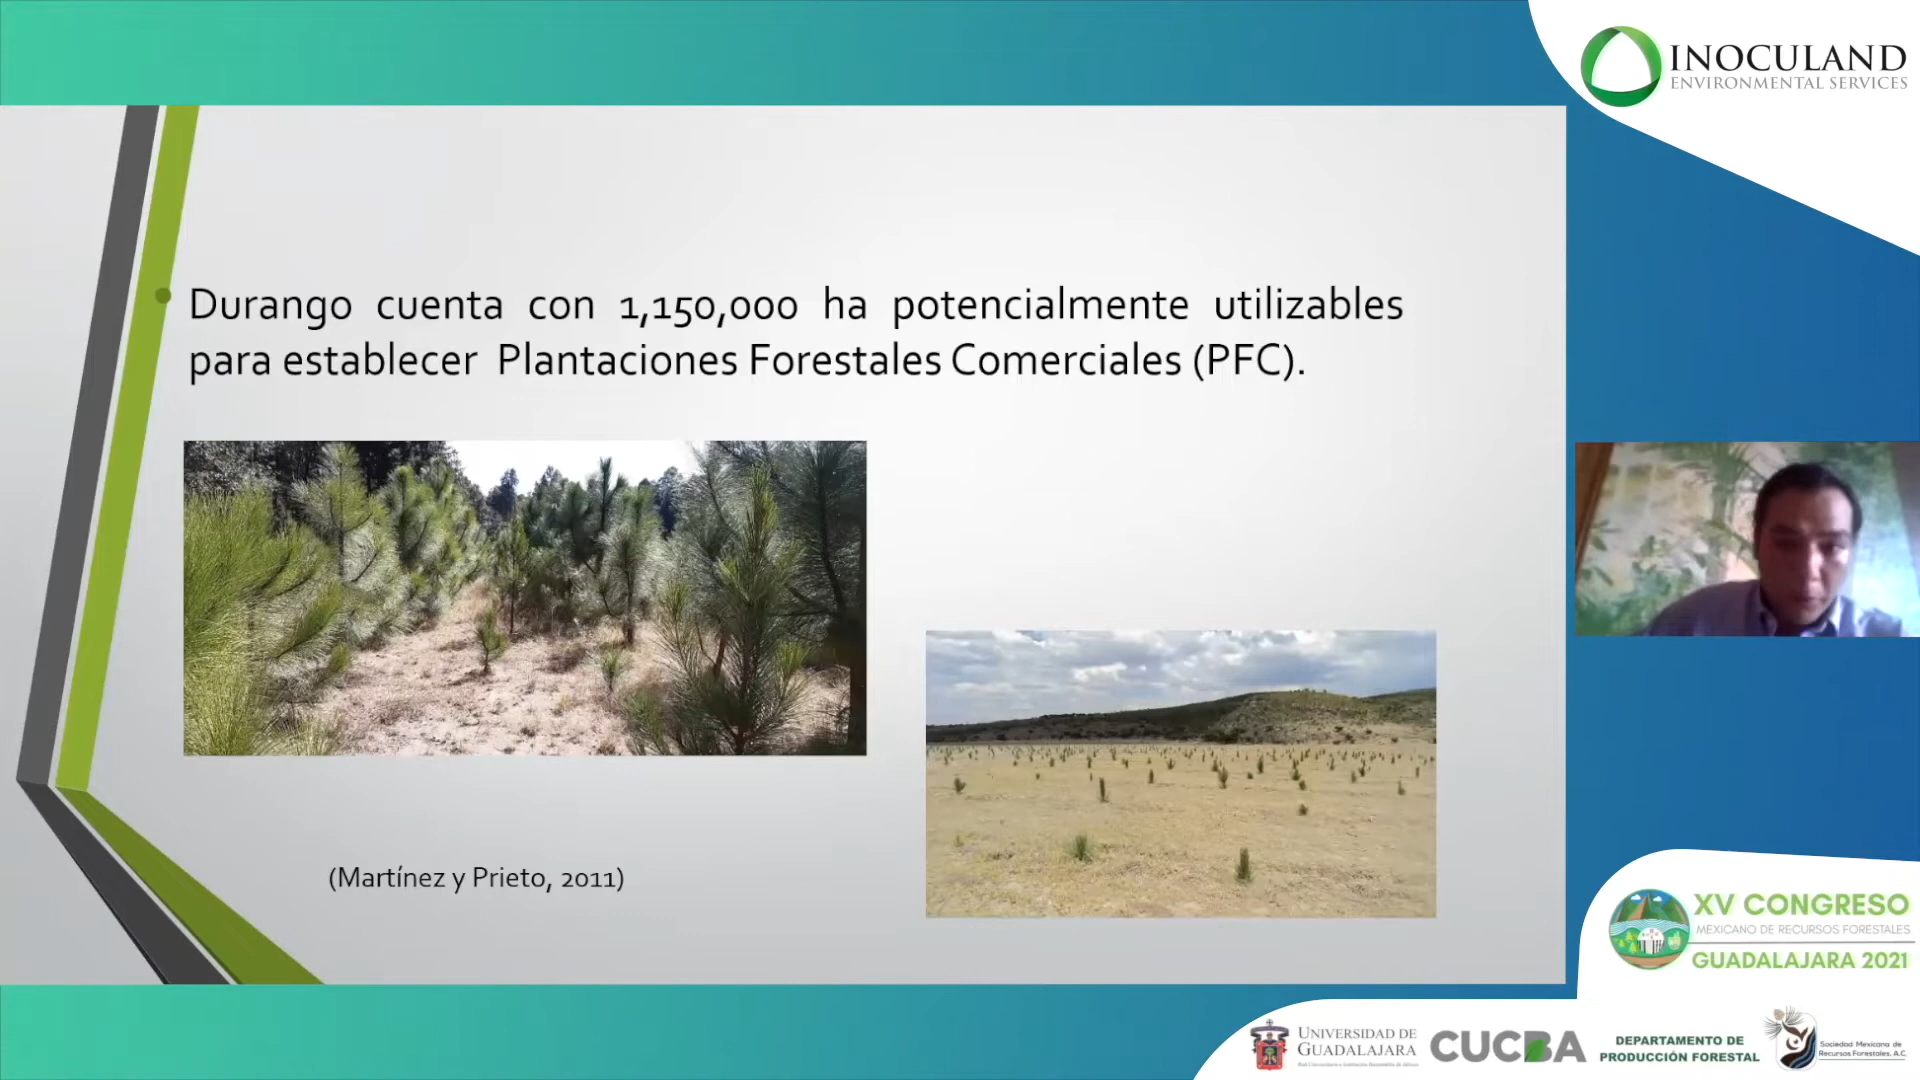 INOCULAND
ENVIRONMENTAL SERVICES
• Durango cuenta con 1,150,000 ha potencialmente utilizables
para establecer Plantaciones Forestales Comerciales (PFC).
(Martínez y Prieto, 2011)
XV CONGRESO
MEXICANO DE RECURSOS FORESTALES
GUADALAJARA 2021
UNIVERSIDAD DE
GUADALAJARA
CUCBA
DEPARTAMENTO DE
PRODUCCIÓN FORESTAL
Sociedad Mexicana de
Recursos Forestales, A.C.